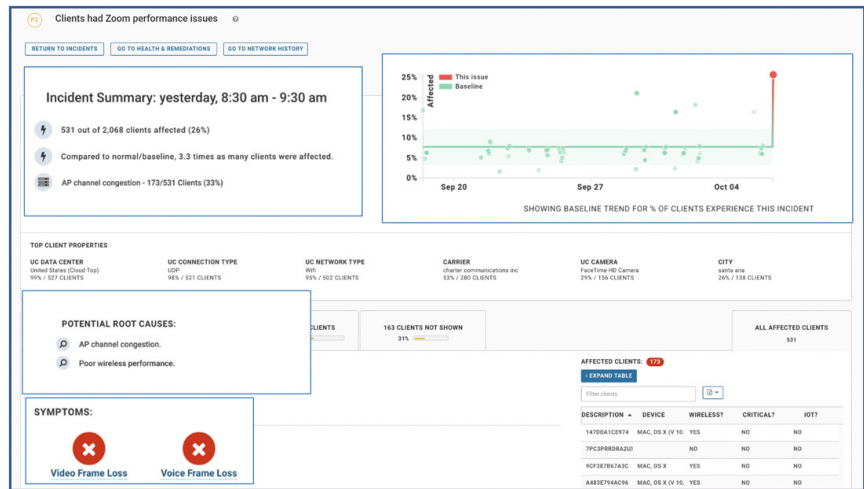 P2 Clients had Zoom performance issues
RETURN TO INCIDENTS GO TO HEALTH & REMEDIATIONS GO TO NETWORK HISTORY
Incident Summary: yesterday, 8:30 am - 9:30 am
531 out of 2,068 clients affected (26%)
Compared to normal/baseline, 3.3 times as many clients were affected.
AP channel congestion - 173/531 Clients (33%)
Affected
This issue
Baseline
25%
20%
15%
10%
5%
0%
Sep 20 Sep 27 Oct 04
SHOWING BASELINE TREND FOR % OF CLIENTS EXPERIENCE THIS INCIDENT
TOP CLIENT PROPERTIES
UC DATA CENTER
United States (Cloud Top)
99% / 527 CLIENTS
UC CONNECTION TYPE
UDP
98% / 521 CLIENTS
UC NETWORK TYPE
Wifi
95% / 502 CLIENTS
CARRIER
charter communications inc
53% / 280 CLIENTS
UC CAMERA
FaceTime HD Camera
29% / 156 CLIENTS
CITY
santa ana
26% / 138 CLIENTS
POTENTIAL ROOT CAUSES:
AP channel congestion.
Poor wireless performance.
CLIENTS
163 CLIENTS NOT SHOWN
31%
ALL AFFECTED CLIENTS
531
SYMPTOMS:
Video Frame Loss Voice Frame Loss
AFFECTED CLIENTS: 173
‹ EXPAND TABLE
Filter clients
DESCRIPTION DEVICE WIRELESS? CRITICAL? IOT?
147DDA1CE974 MAC, OS X (V 10. YES NO NO
7PC3PRRDRA2U) NO NO NO
9CF387B67A3C MAC, OS X YES NO NO
A483E794AC96 MAC, OS X (V 10. YES NO NO